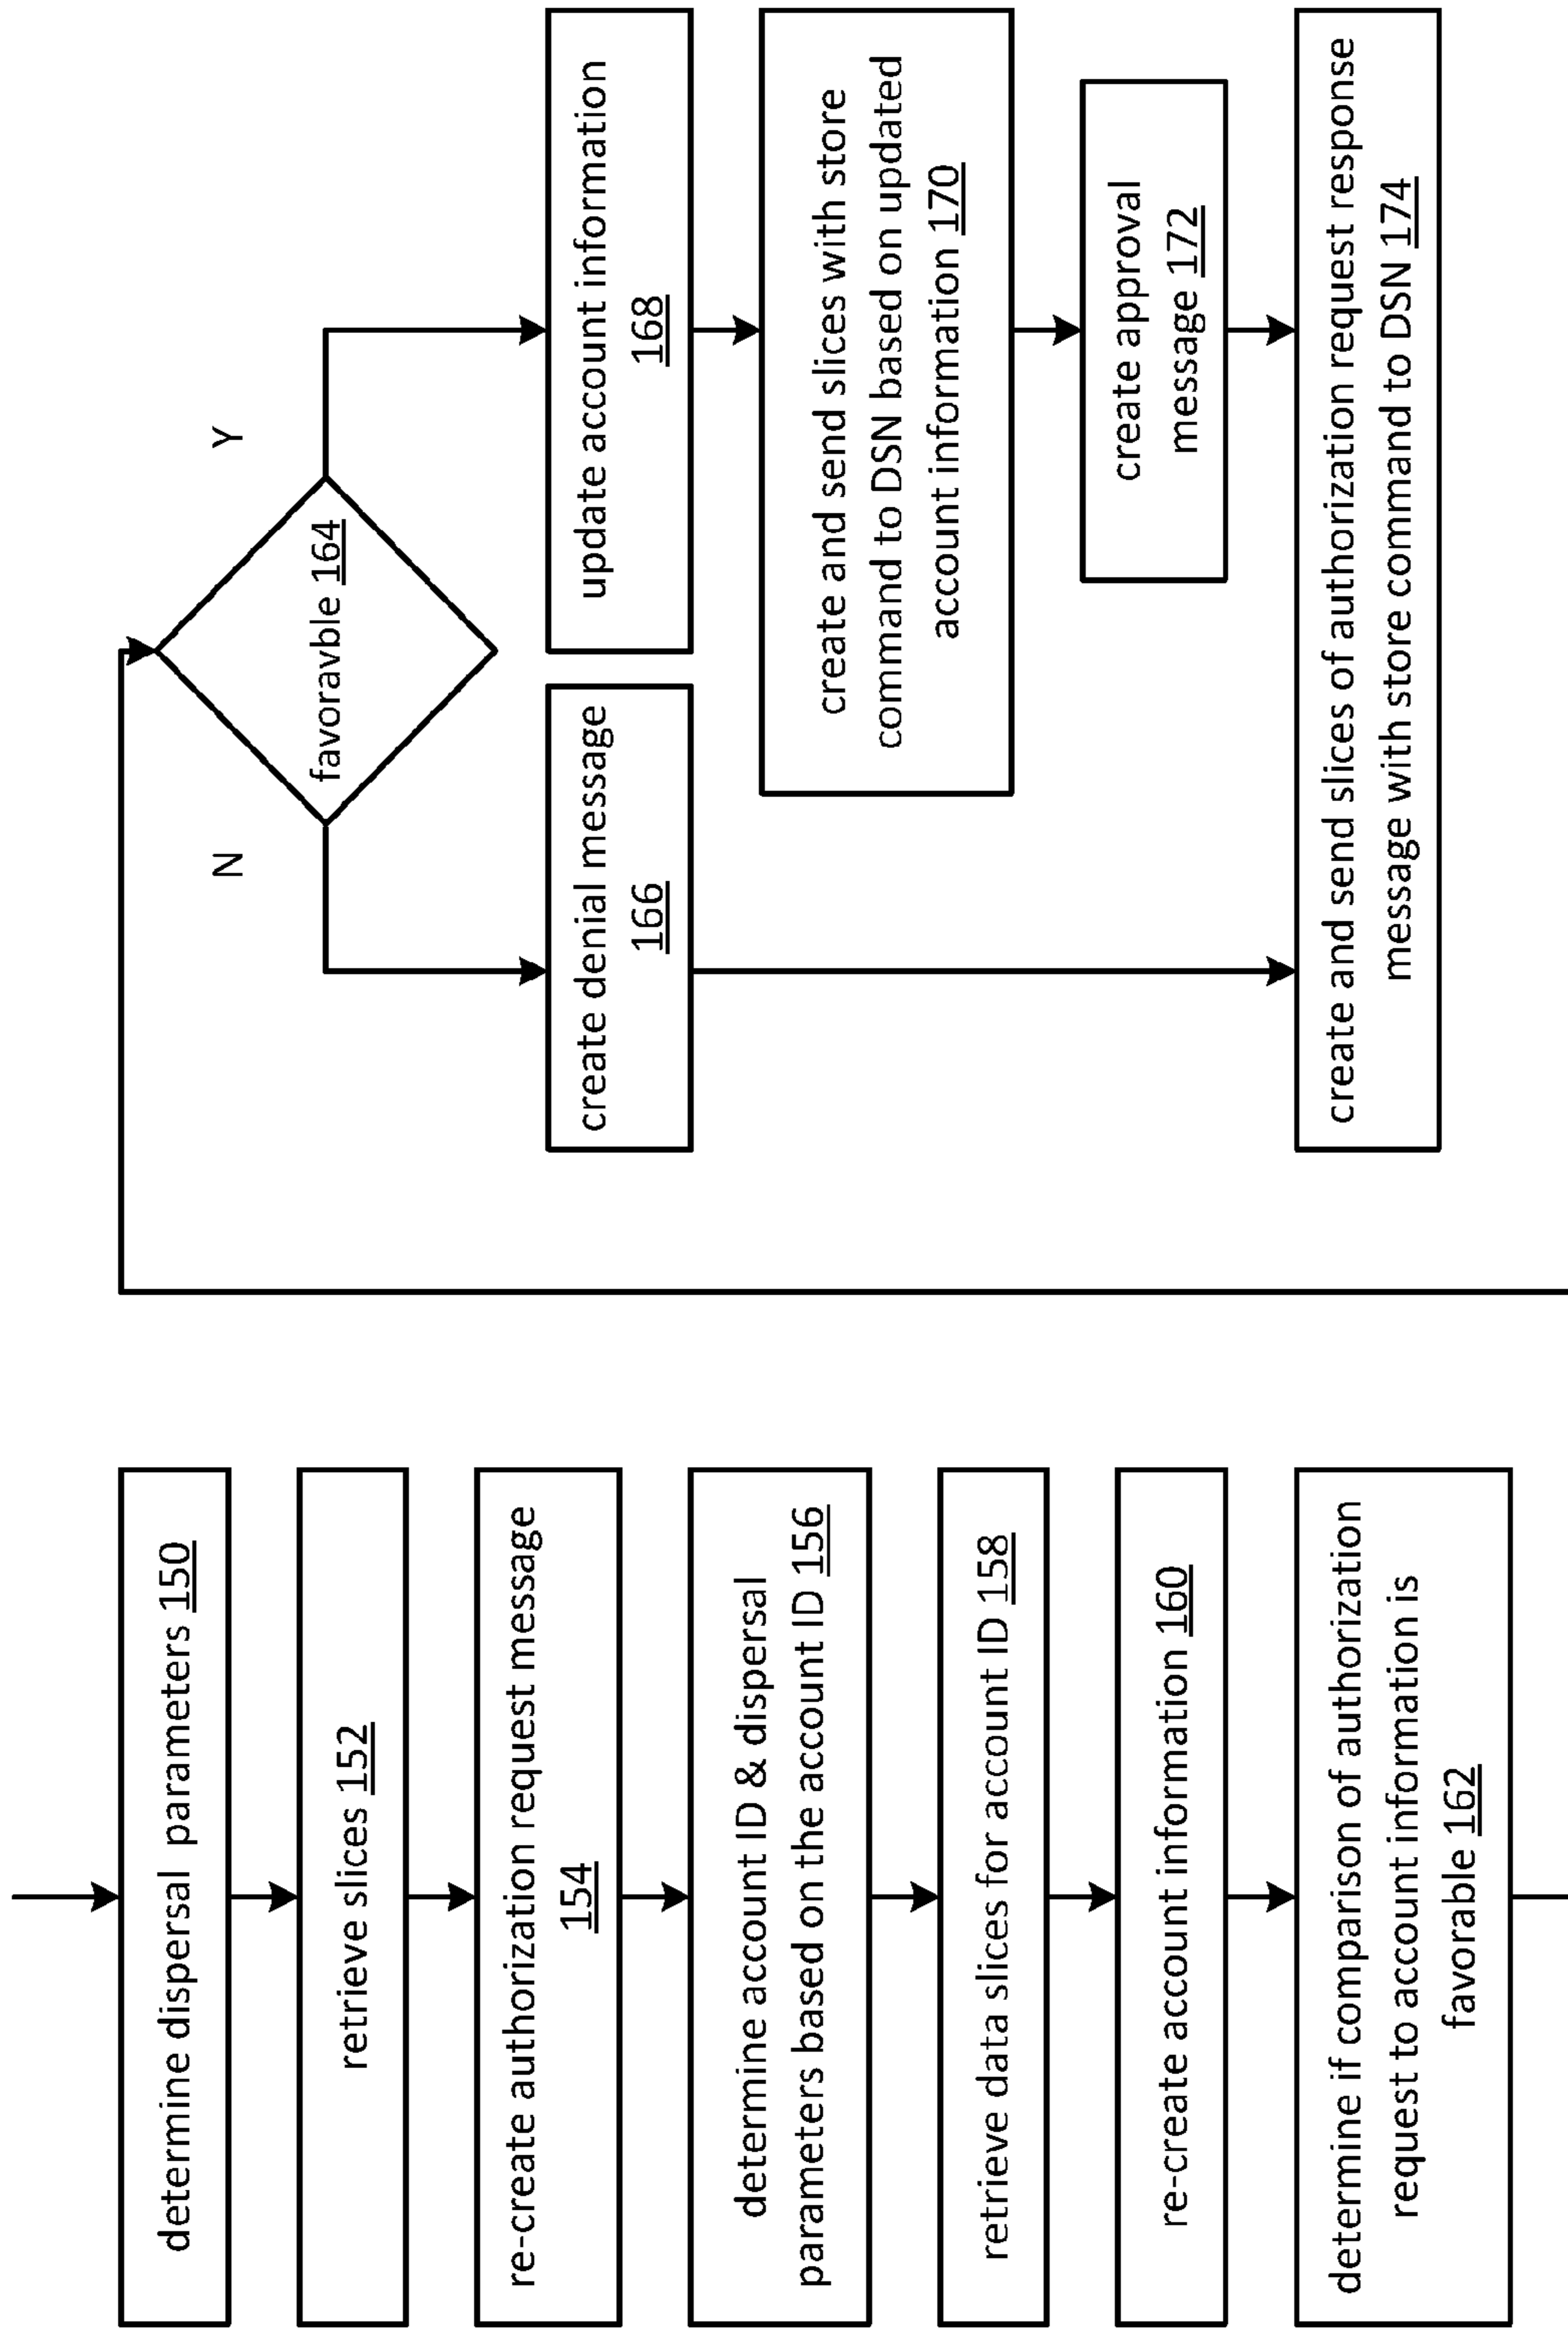 determine dispersal parameters 150
retrieve slices 152
re-create authorization request message
154
determine account ID & dispersal
parameters based on the account ID 156
retrieve data slices for account ID 158
re-create account information 160
determine if comparison of authorization
request to account information is
favorable 162
favoravble 164
N
Y
create denial message
166
update account information
168
create and send slices with store
command to DSN based on updated
account information 170
create approval
message 172
create and send slices of authorization request response
message with store command to DSN 174